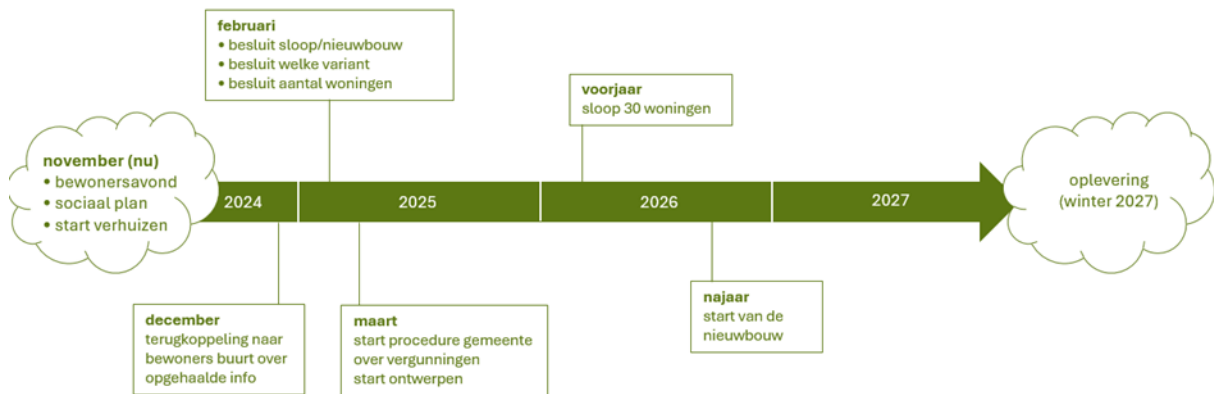 februari
• besluit sloop/nieuwbouw
• besluit welke variant
• besluit aantal woningen
voorjaar
sloop 30 woningen
november (nu)
• bewonersavond
• sociaal plan
• start verhuizen
2024
2025
2026
2027
oplevering
(winter 2027)
december
terugkoppeling naar
bewoners buurt over
opgehaalde info
maart
start procedure gemeente
over vergunningen
start ontwerpen
najaar
start van de
nieuwbouw